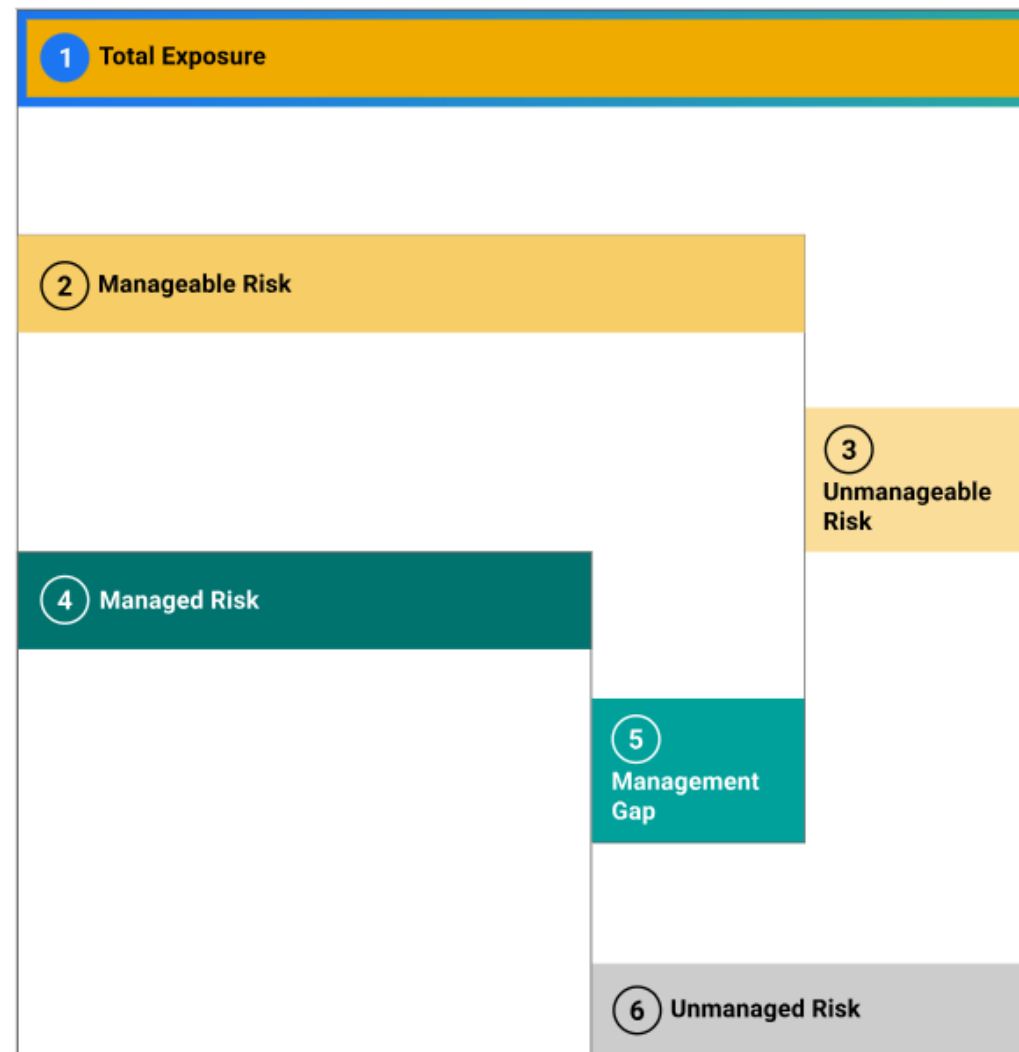 1 Total Exposure
2 Manageable Risk
3
Unmanageable
Risk
4 Managed Risk
5
Management
Gap
6 Unmanaged Risk